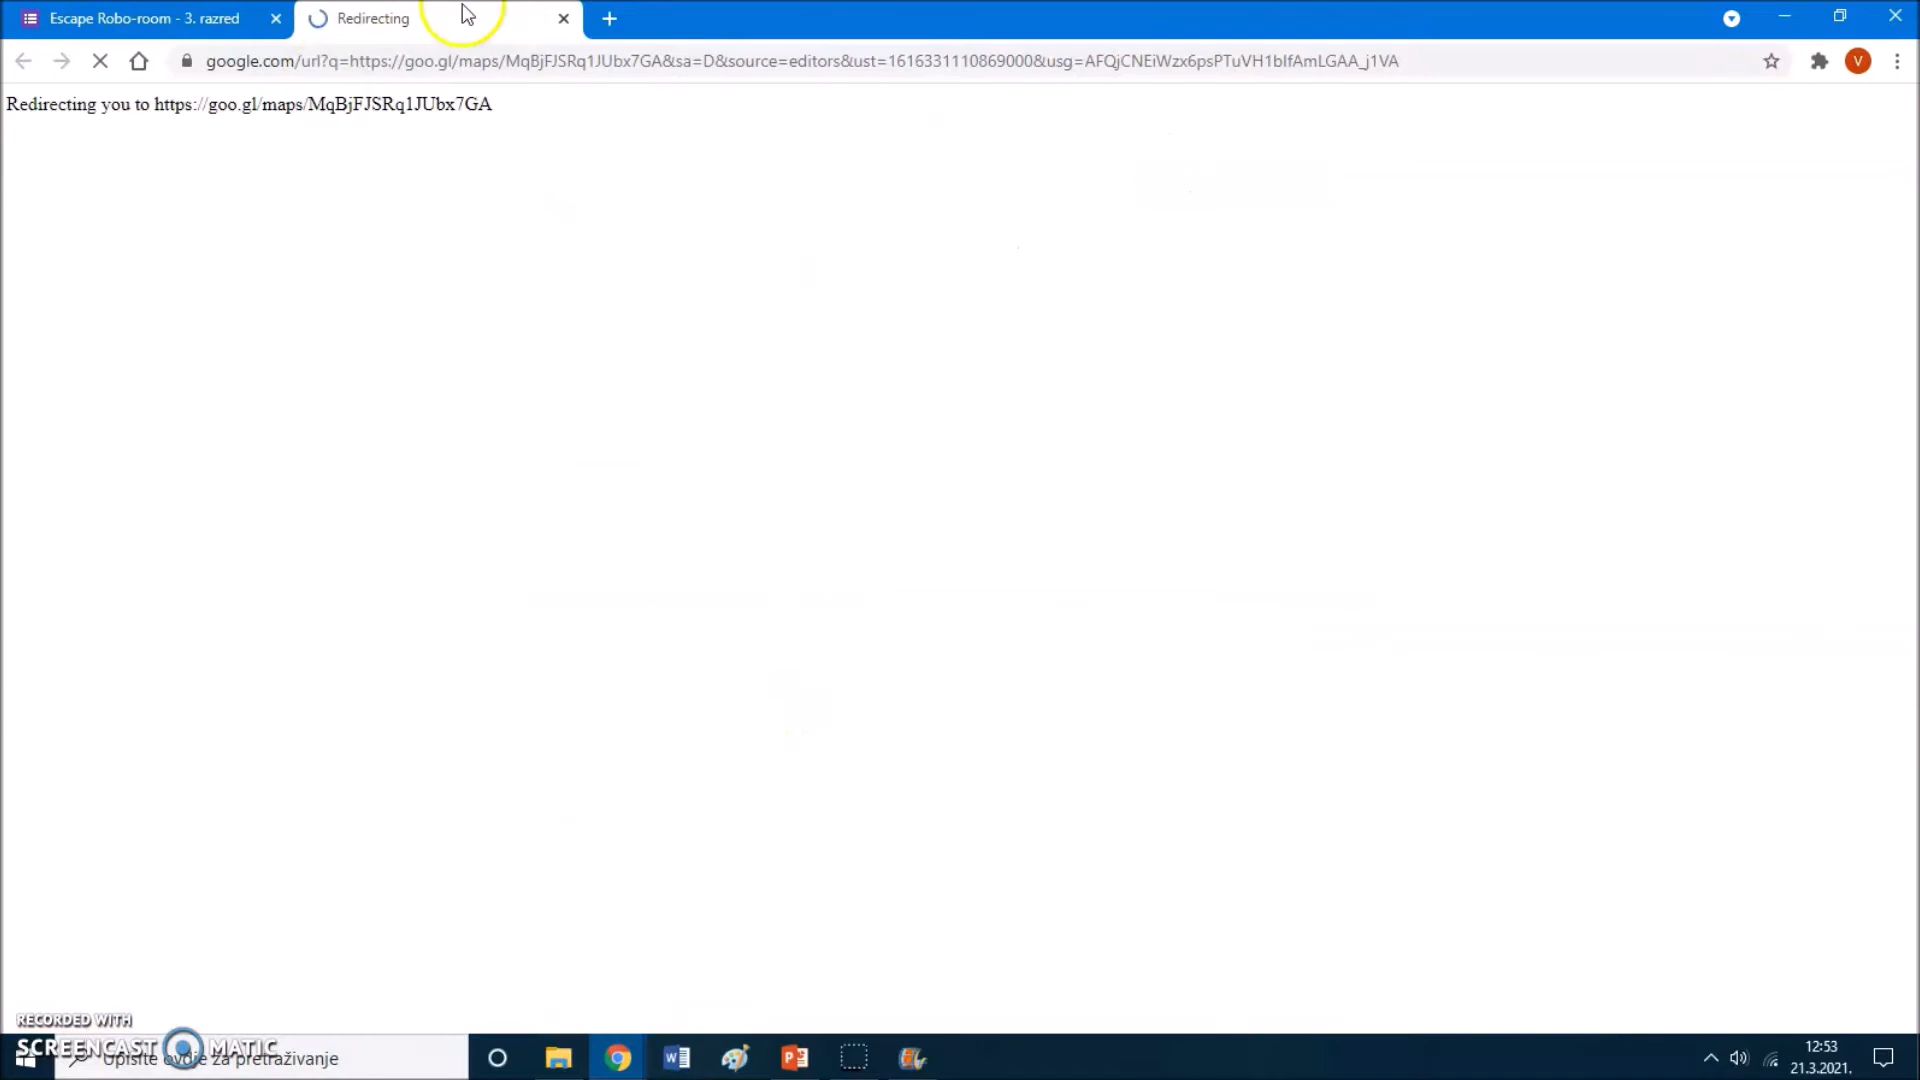 Escape Robo-room - 3. razred
Redirecting
google.com/url?q=https://goo.gl/maps/MqBjFJSRq1JUbx7GA&sa=D&source=editors&ust=1616331110869000&usg=AFQjCNEiWzx6psPTuVH1bIfAmLGAA_j1VA
V
Redirecting you to https://goo.gl/maps/MqBjFJSRq1JUbx7GA
RECORDED WITH
SCREENCAST MATIC
Upišite ovdje za pretraživanje
12:53
21.3.2021.